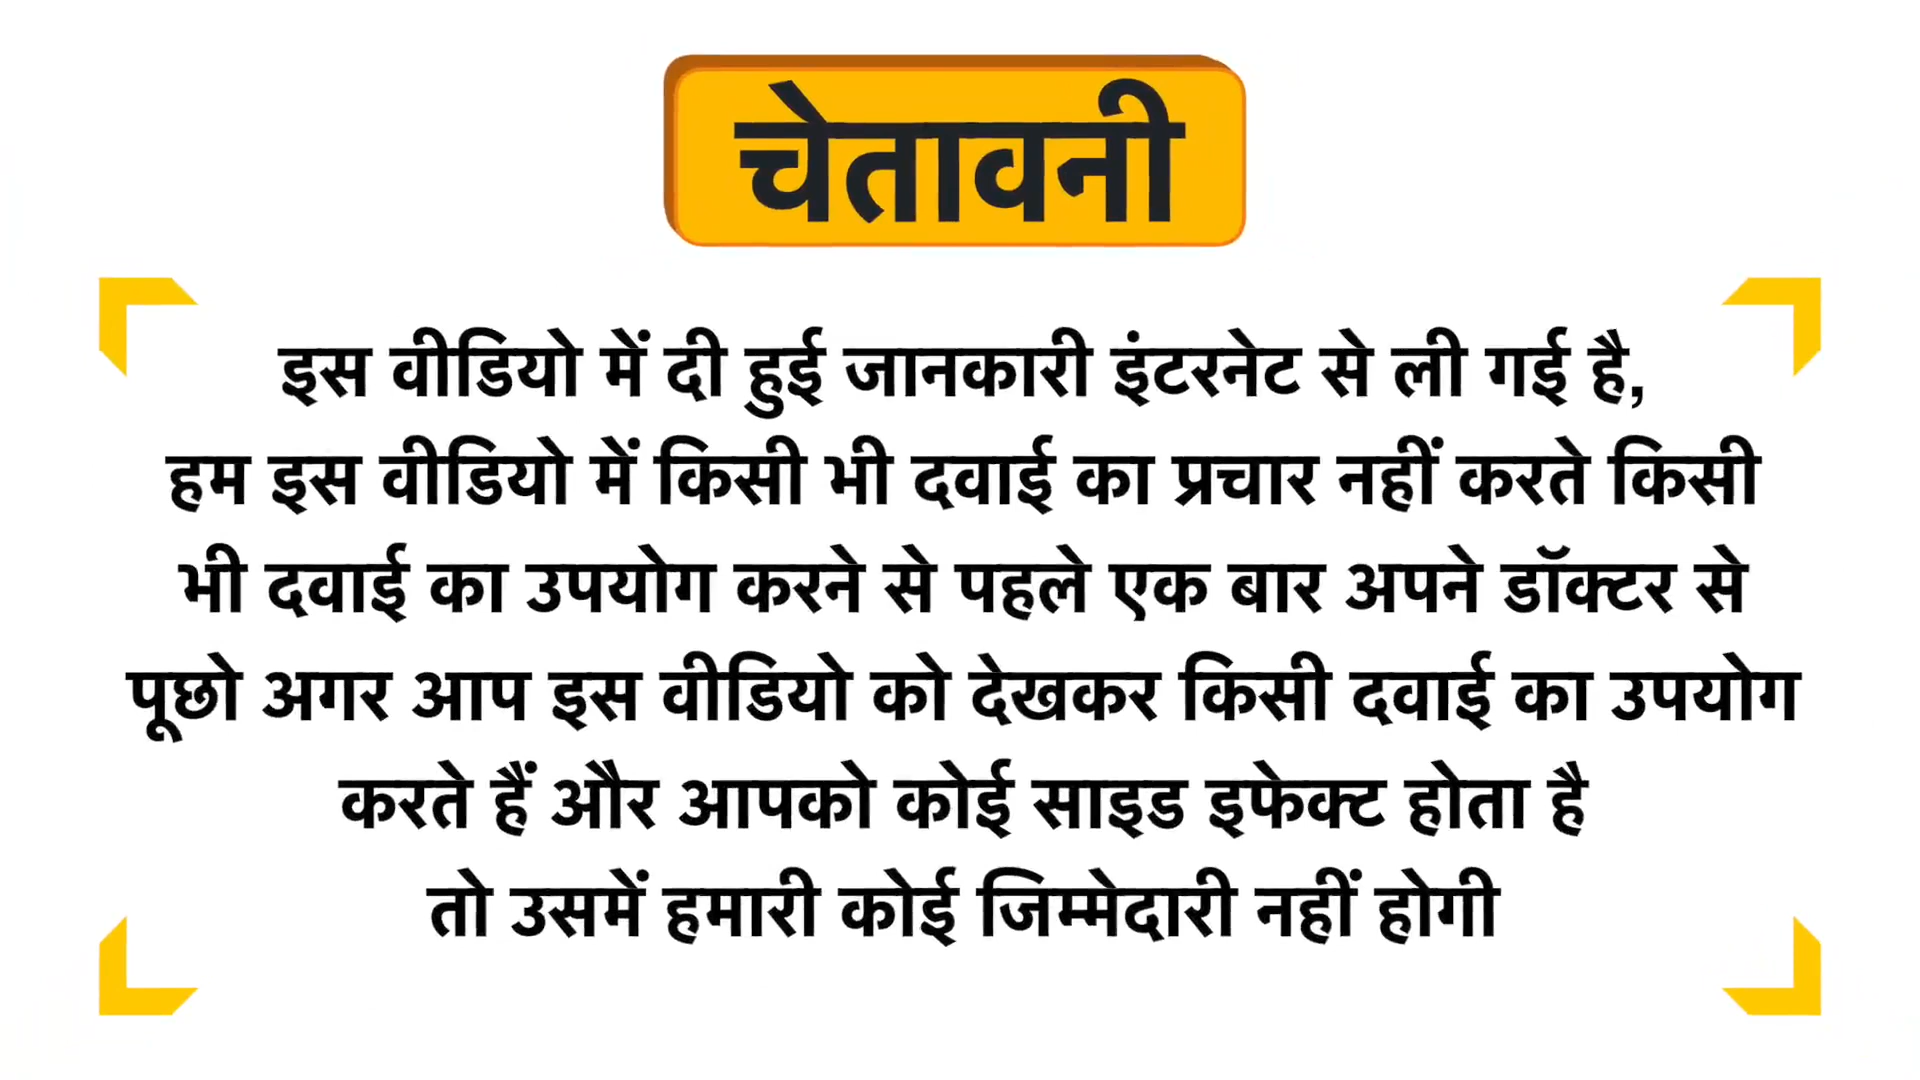 चेतावनी
इस वीडियो में दी हुई जानकारी इंटरनेट से ली गई है,
हम इस वीडियो में किसी भी दवाई का प्रचार नहीं करते किसी
भी दवाई का उपयोग करने से पहले एक बार अपने डॉक्टर से
पूछो अगर आप इस वीडियो को देखकर किसी दवाई का उपयोग
करते हैं और आपको कोई साइड इफेक्ट होता है
तो उसमें हमारी कोई जिम्मेदारी नहीं होगी